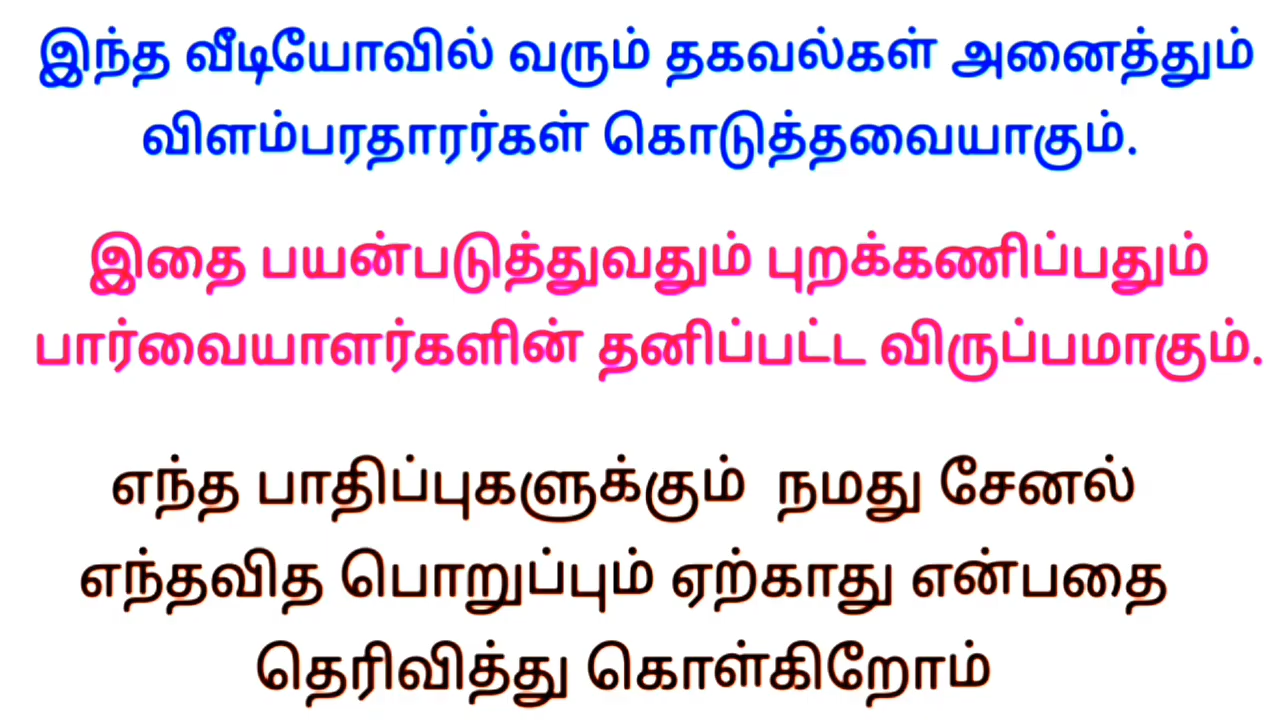 இந்த வீடியோவில் வரும் தகவல்கள் அனைத்தும்
விளம்பரதாரர்கள் கொடுத்தவையாகும்.
இதை பயன்படுத்துவதும் புறக்கணிப்பதும்
பார்வையாளர்களின் தனிப்பட்ட விருப்பமாகும்.
எந்த பாதிப்புகளுக்கும் நமது சேனல்
எந்தவித பொறுப்பும் ஏற்காது என்பதை
தெரிவித்து கொள்கிறோம்